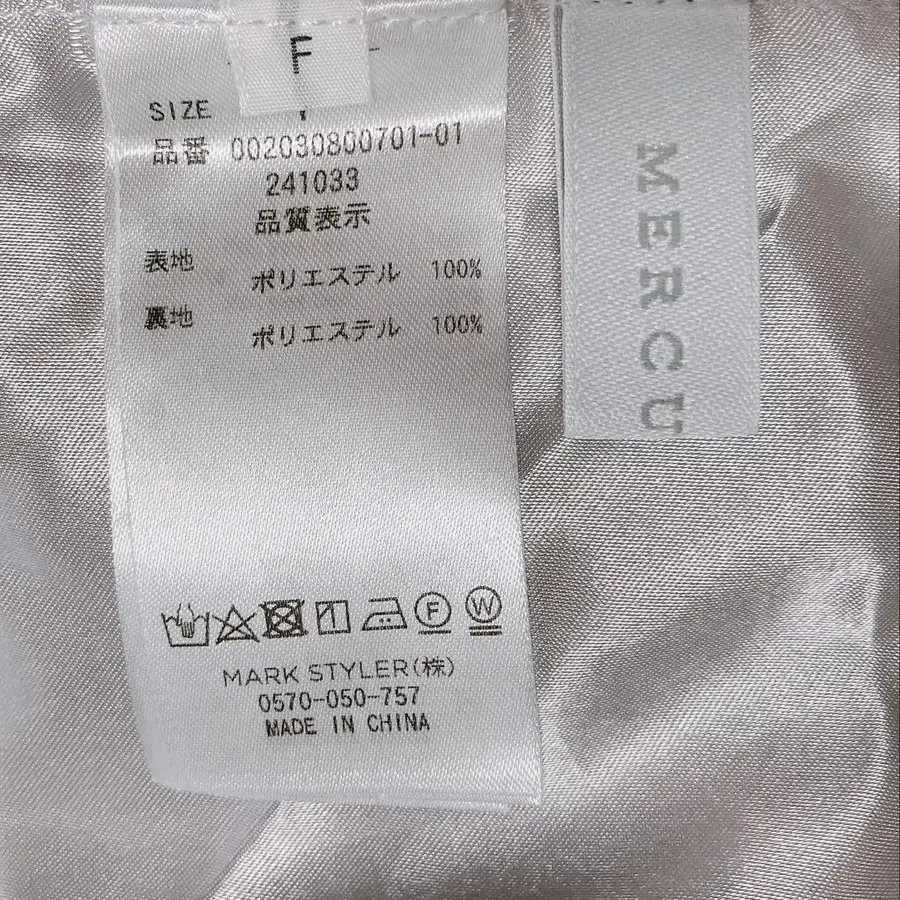 F
SIZE
品番 002030800701-01
241033
品質表示
表地 ポリエステル 100%
裏地 ポリエステル 100%
F W
MARK STYLER(株)
0570-050-757
MADE IN CHINA
MERCU